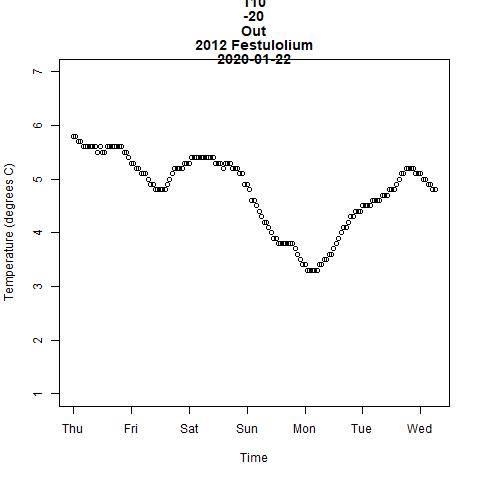 110
-20
Out
2012 Festulolium
2020-01-22
7
6
5
4
3
2
1
Temperature (degrees C)
Thu Fri Sat Sun Mon Tue Wed
Time